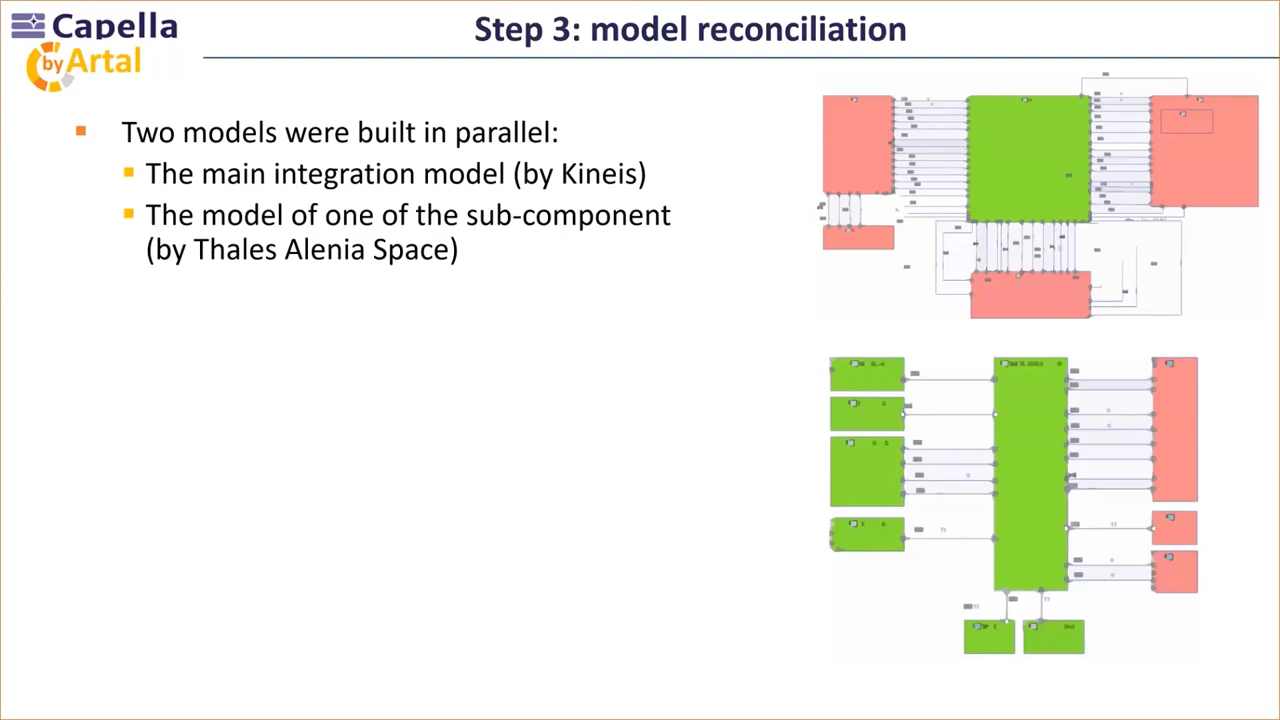 Capella
by Artal
Step 3: model reconciliation
Two models were built in parallel:
The main integration model (by Kineis)
The model of one of the sub-component
(by Thales Alenia Space)